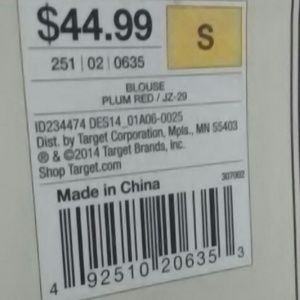 $44.99
S
251 | 02 | 0635
BLOUSE
PLUM RED / JZ-29
ID234474 DES14_01A06-0025
Dist. by Target Corporation, Mpls., MN 55403
® & ©2014 Target Brands, Inc.
Shop Target.com
Made in China
307002
4 92510 20635 3